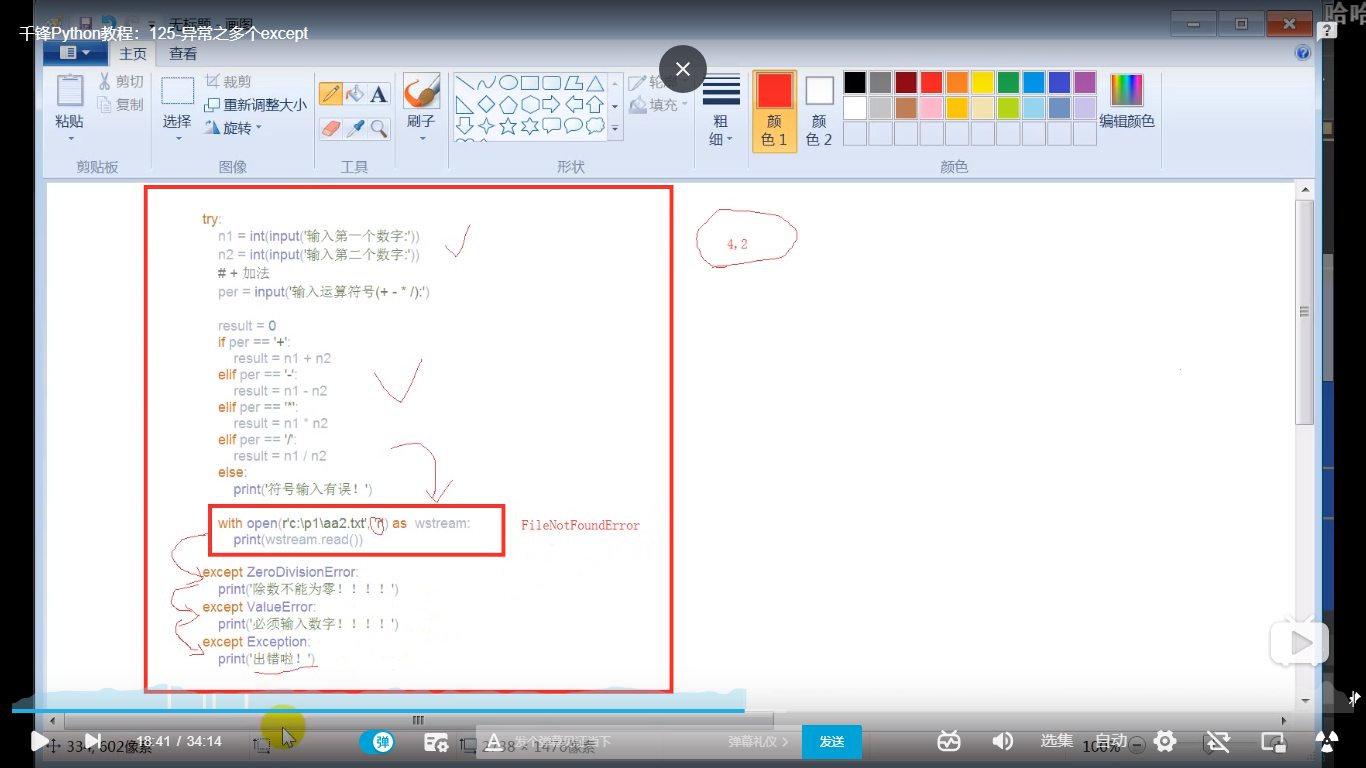 无标题 - 画图
千锋Python教程：125-异常之多个except
哈哈
主页 查看
粘贴
剪切
复制
剪贴板
选择
裁剪
重新调整大小
旋转
图像
A
工具
刷子
形状
填充
粗
细
颜
色 1
颜
色 2
编辑颜色
颜色
try:
n1 = int(input('输入第一个数字:'))
n2 = int(input('输入第二个数字:'))
# + 加法
per = input('输入运算符号(+ - * /):')
result = 0
if per == '+':
result = n1 + n2
elif per == '-':
result = n1 - n2
elif per == '*':
result = n1 * n2
elif per == '/':
result = n1 / n2
else:
print('符号输入有误！')
with open(r'c:\p1\aa2.txt', 'r') as wstream:
print(wstream.read())
except ZeroDivisionError:
print('除数不能为零！！！！！')
except ValueError:
print('必须输入数字！！！！！')
except Exception:
print('出错啦！')
4,2
FileNotFoundError
334, 602像素
18:41 / 34:14
弹
发个弹幕见证当下
弹幕礼仪 >
发送
选集
自动
100%